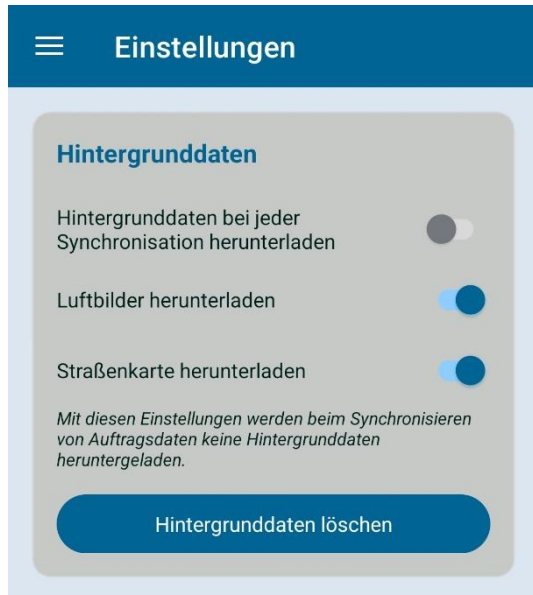 Einstellungen
Hintergrunddaten
Hintergrunddaten bei jeder
Synchronisation herunterladen
Luftbilder herunterladen
Straßenkarte herunterladen
Mit diesen Einstellungen werden beim Synchronisieren
von Auftragsdaten keine Hintergrunddaten
heruntergeladen.
Hintergrunddaten löschen